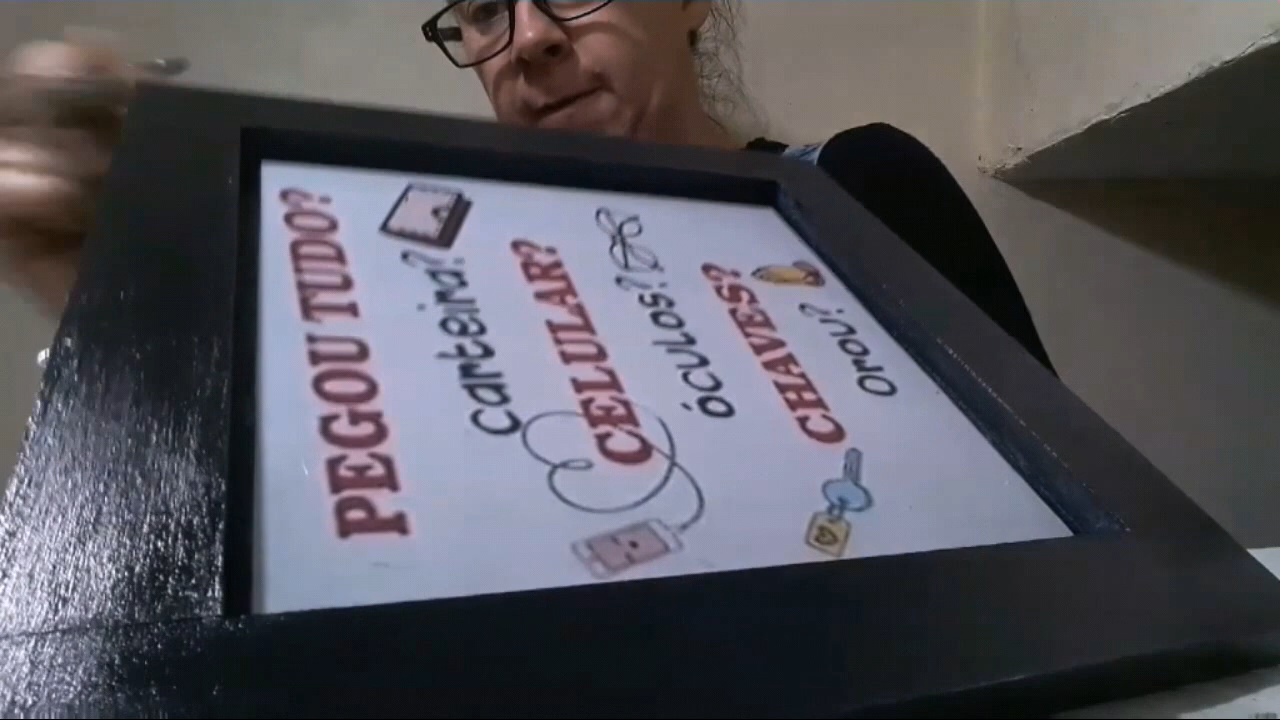 PEGOU TUDO?
carteira?
CELULAR?
óculos?
CHAVES?
orou?